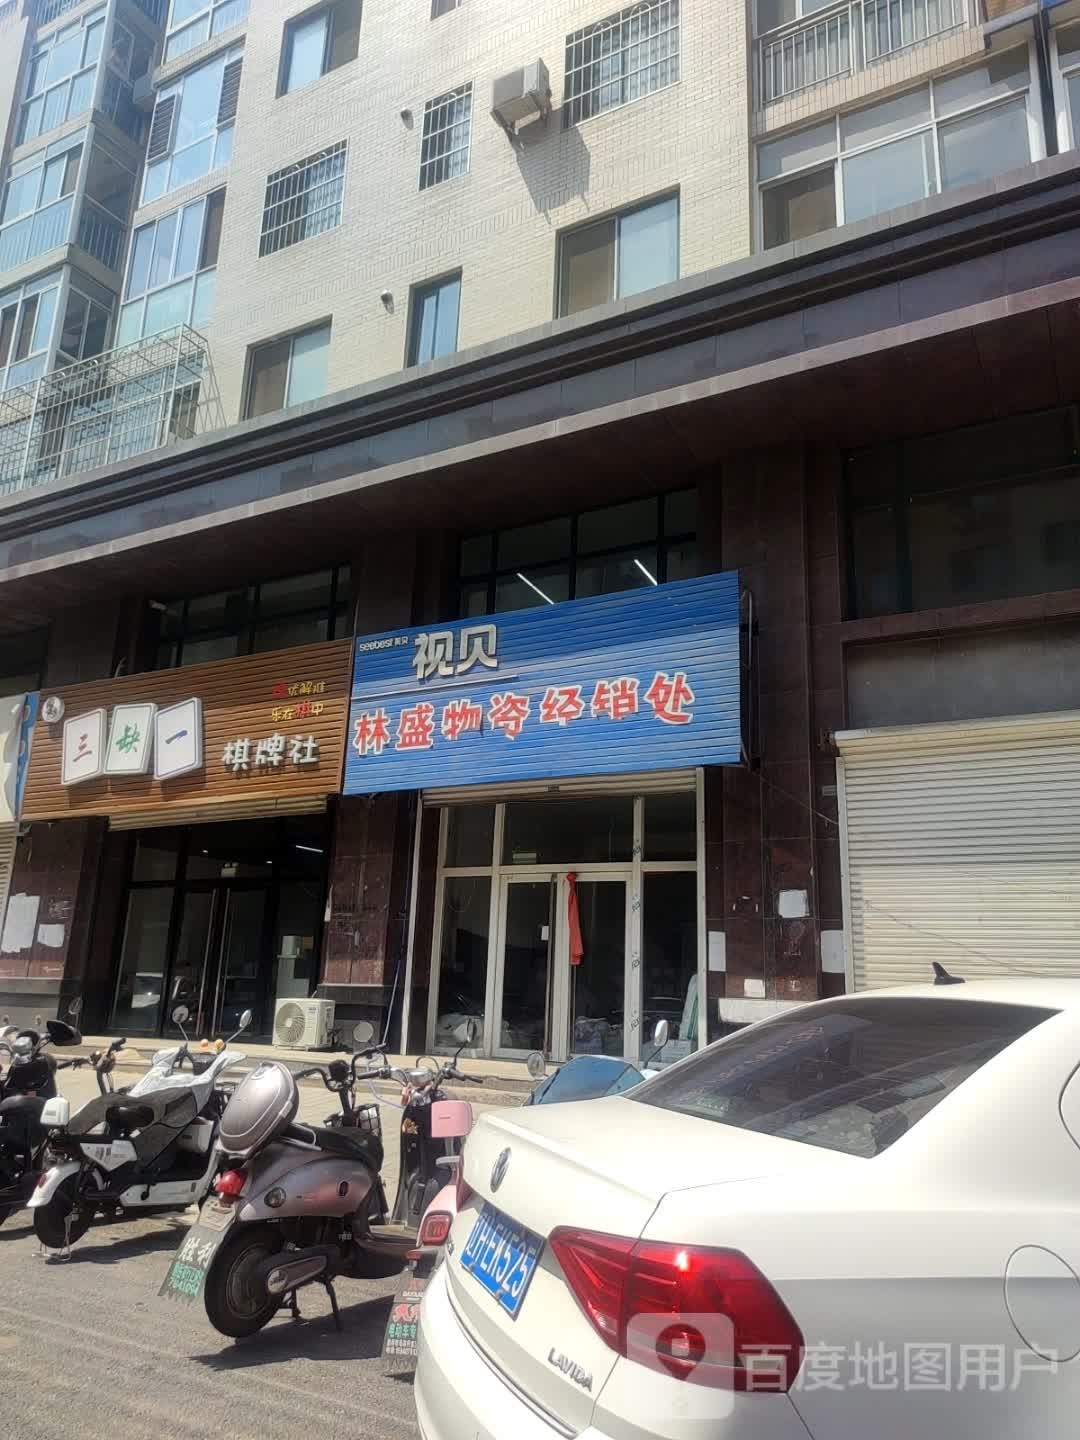 seebest 视贝
视贝
林盛物资经销处
三缺一
棋牌社
乐在棋中
LAVIDA
百度地图用户